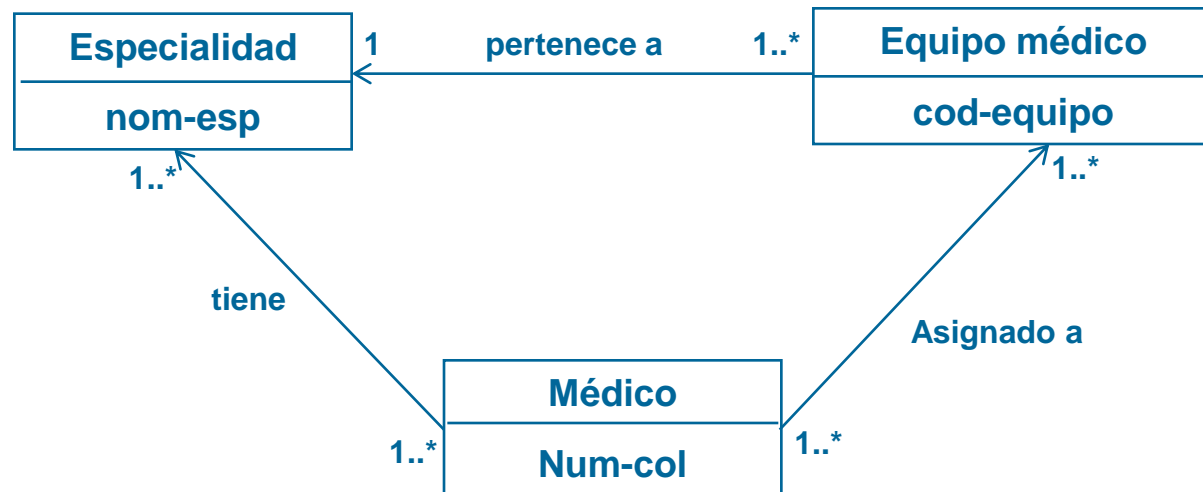 Especialidad
1
pertenece a
1..*
Equipo médico
nom-esp
cod-equipo
1..*
1..*
tiene
Asignado a
Médico
1..*
1..*
Num-col